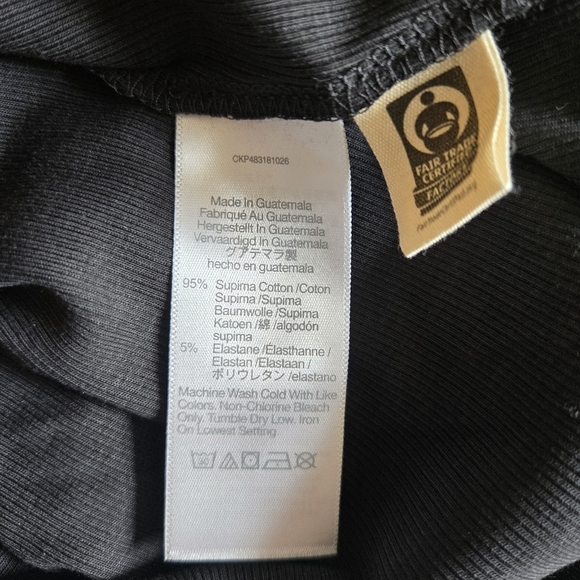 CKP483161026
Made In Guatemala
Fabriqué Au Guatemala
Hergestellt In Guatemala
Vervaardigd In Guatemala
グアテマラ製
hecho en guatemala
95% Supima Cotton /Coton
Supima /Supima
Baumwolle /Supima
Katoen /綿 /algodón
supima
5% Elastane /Élasthanne /
Elastan /Elastaan /
ポリウレタン /elastano
Machine Wash Cold With Like
Colors. Non-Chlorine Bleach
Only. Tumble Dry Low. Iron
On Lowest Setting
FAIR TRADE
CERTIFIED
FACTORY
Fairtradecertified.org